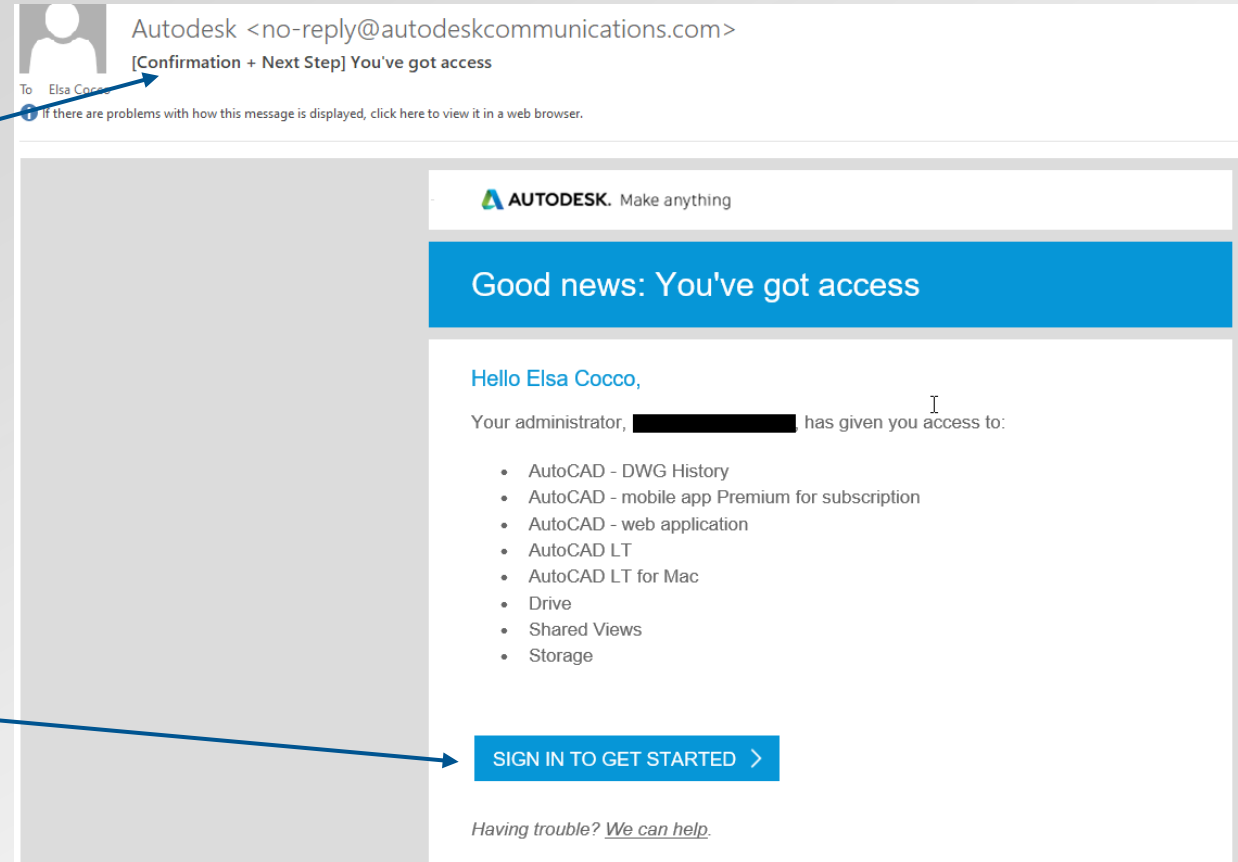 Autodesk <no-reply@autodeskcommunications.com>
[Confirmation + Next Step] You've got access
To Elsa Cocco
If there are problems with how this message is displayed, click here to view it in a web browser.
AUTODESK. Make anything
Good news: You've got access
Hello Elsa Cocco,
Your administrator, , has given you access to:
• AutoCAD - DWG History
• AutoCAD - mobile app Premium for subscription
• AutoCAD - web application
• AutoCAD LT
• AutoCAD LT for Mac
• Drive
• Shared Views
• Storage
SIGN IN TO GET STARTED >
Having trouble? We can help.